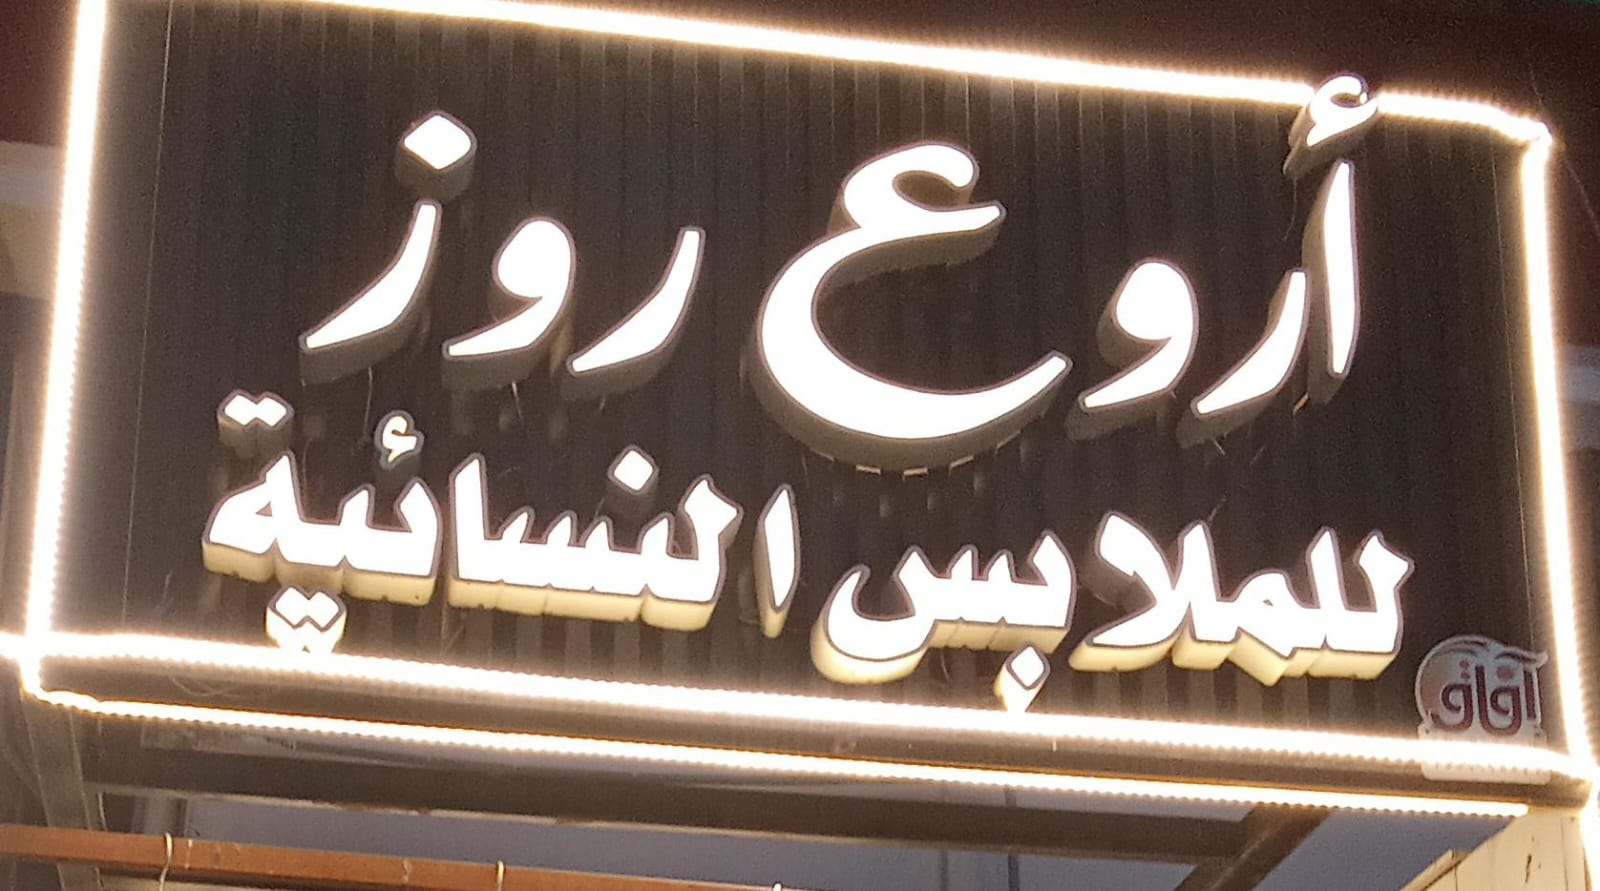 أروع روز
للملابس النسائية
آفاق